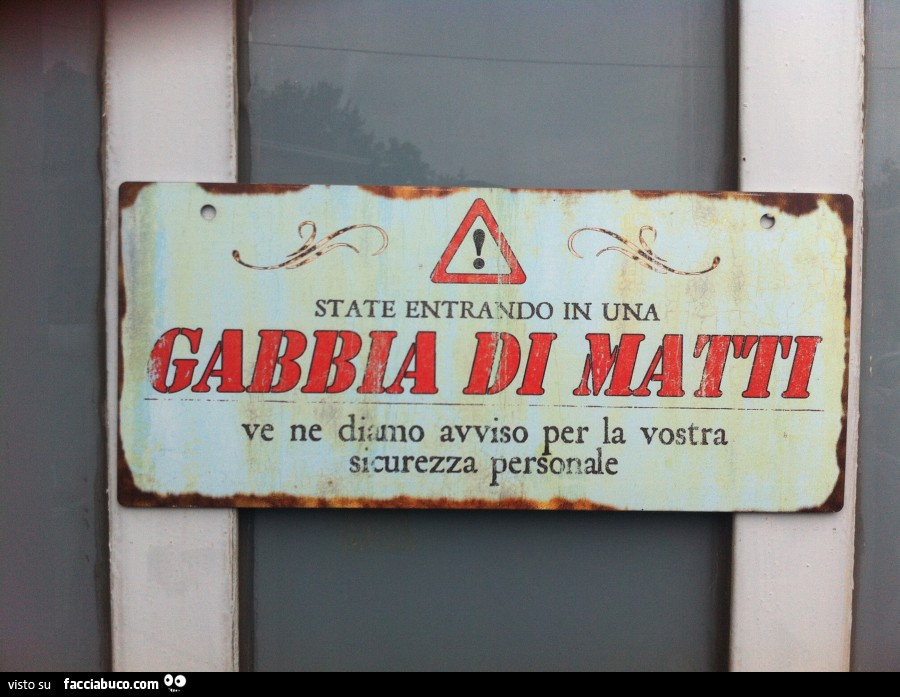 STATE ENTRANDO IN UNA
GABBIA DI MATTI
ve ne diamo avviso per la vostra
sicurezza personale
visto su facciabuco.com